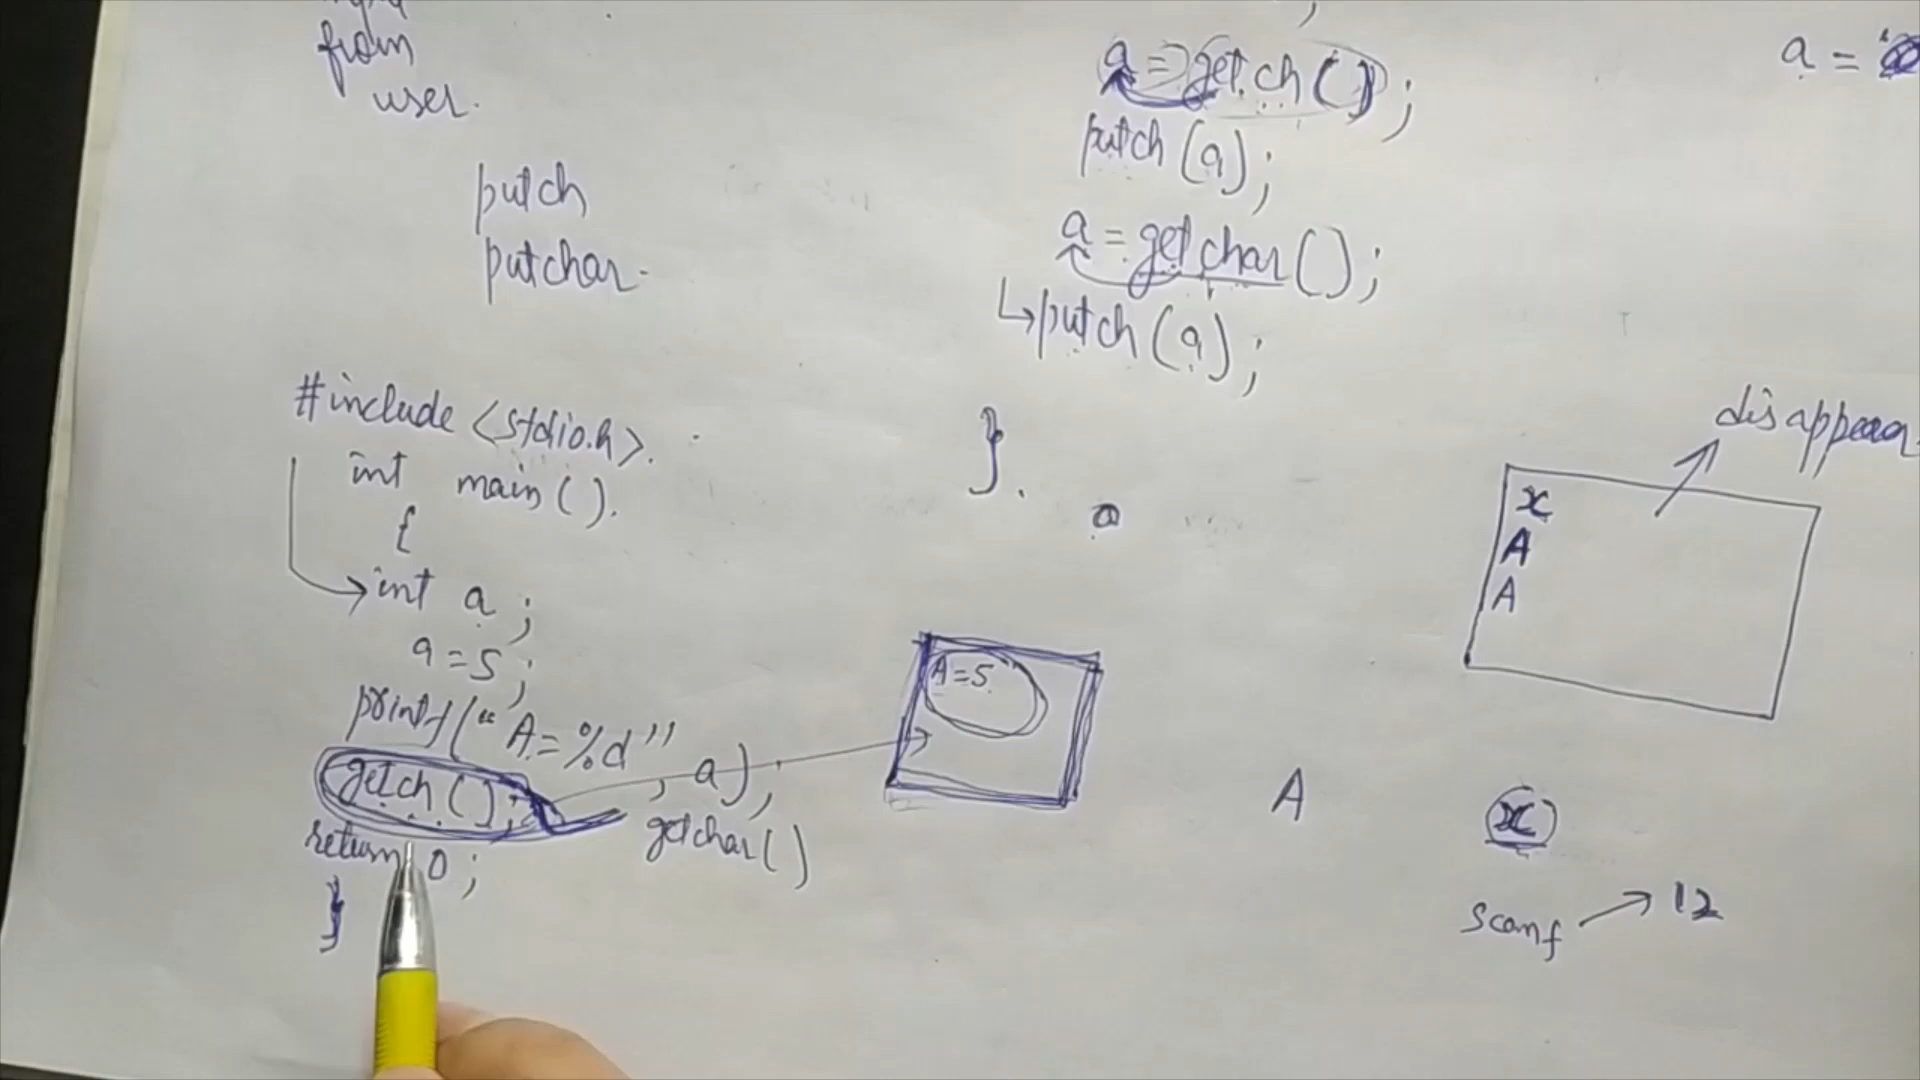 from
user.
putch
putchar.
a = getch();
putch(a);
a = getchar();
putch(a);
}.
a
a =
#include <stdio.h>.
int main().
{
int a;
a=5;
printf("A=%d", a);
getch();
getchar()
return 0;
}
A=5
disappear
x
A
A
A
x
scanf → 12